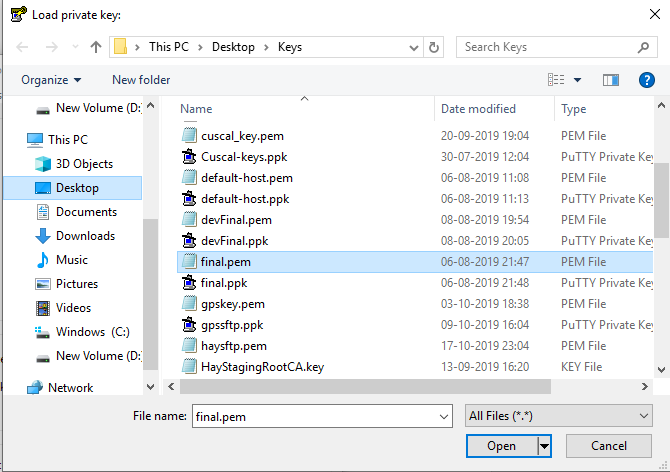 Load private key:
This PC > Desktop > Keys
Search Keys
Organize
New folder
New Volume (D:)
This PC
3D Objects
Desktop
Documents
Downloads
Music
Pictures
Videos
Windows (C:)
New Volume (D:)
Network
Name Date modified Type
cuscal_key.pem 20-09-2019 19:04 PEM File
Cuscal-keys.ppk 30-07-2019 12:04 PuTTY Private Key
default-host.pem 06-08-2019 11:08 PEM File
default-host.ppk 06-08-2019 11:13 PuTTY Private Key
devFinal.pem 08-08-2019 19:54 PEM File
devFinal.ppk 08-08-2019 20:05 PuTTY Private Key
final.pem 06-08-2019 21:47 PEM File
final.ppk 06-08-2019 21:48 PuTTY Private Key
gpskey.pem 03-10-2019 18:38 PEM File
gpssftp.ppk 09-10-2019 16:04 PuTTY Private Key
haysftp.pem 17-10-2019 23:04 PEM File
HayStagingRootCA.key 13-09-2019 16:20 KEY File
File name: final.pem
All Files (*.*)
Open
Cancel